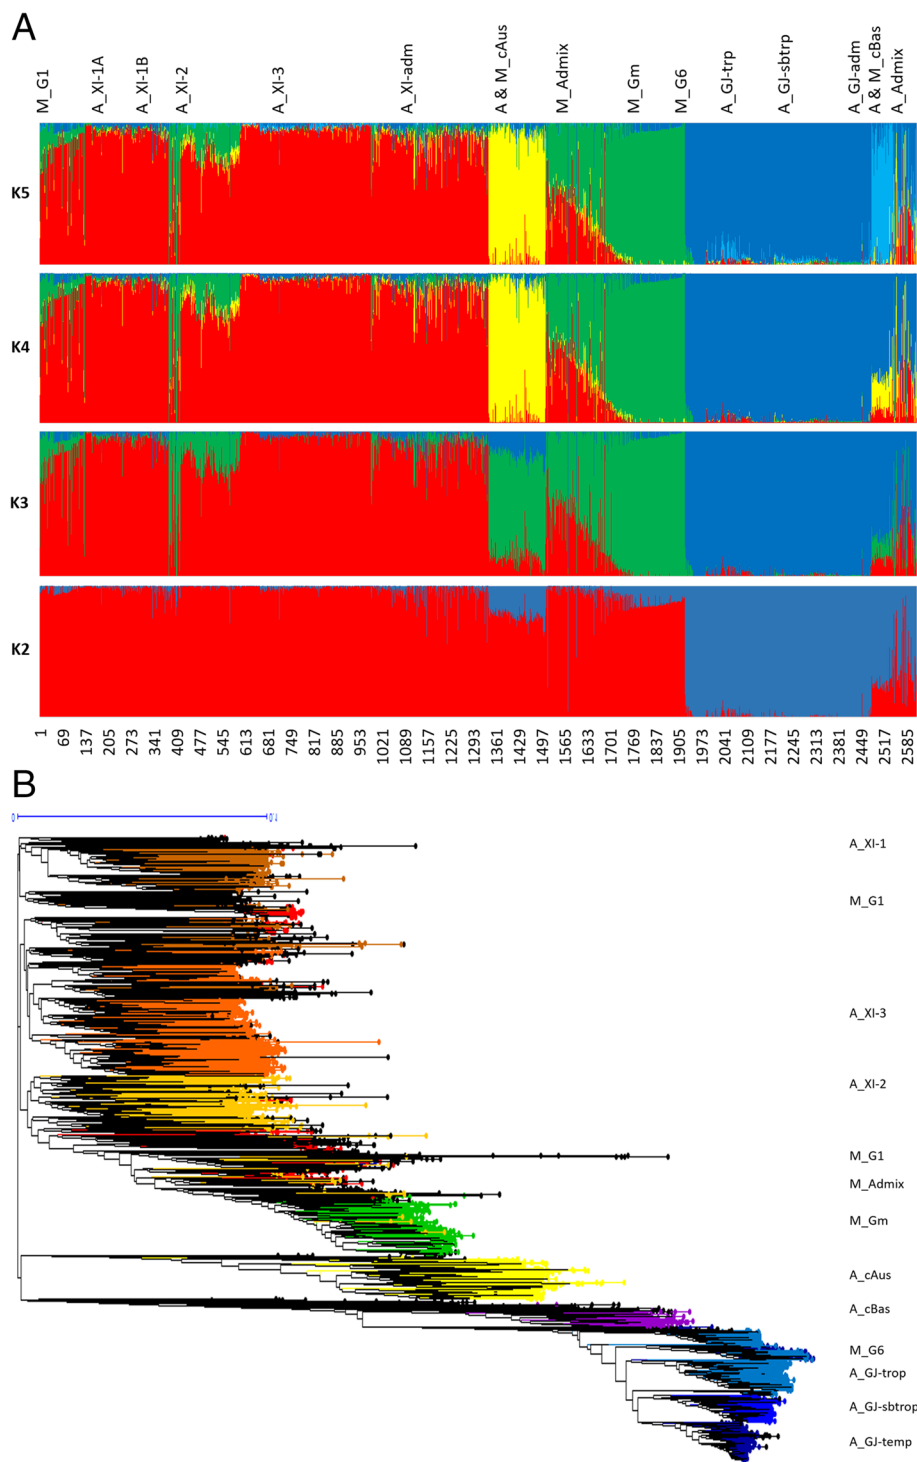 A
M_G1
A_XI-1A
A_XI-1B
A_XI-2
A_XI-3
A_XI-adm
A & M_cAus
M_Admix
M_Gm
M_G6
A_GJ-trp
A_GJ-sbtrp
A_GJ-adm
A & M_cBas
A_Admix
K5
K4
K3
K2
1 69 137 205 273 341 409 477 545 613 681 749 817 885 953 1021 1089 1157 1225 1293 1361 1429 1497 1565 1633 1701 1769 1837 1905 1973 2041 2109 2177 2245 2313 2381 2449 2517 2585
B
0 0.1
A_XI-1
M_G1
A_XI-3
A_XI-2
M_G1
M_Admix
M_Gm
A_cAus
A_cBas
M_G6
A_GJ-trop
A_GJ-sbtrop
A_GJ-temp